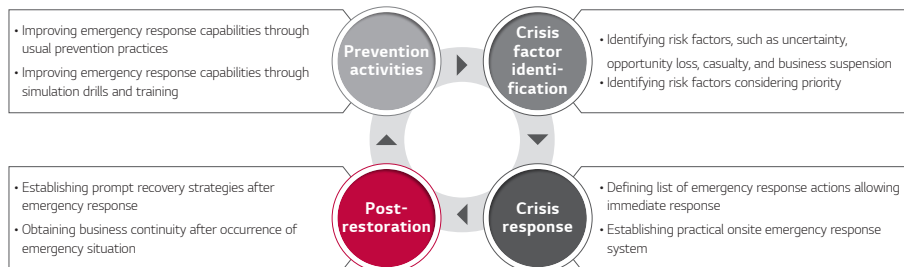 • Improving emergency response capabilities through
usual prevention practices
• Improving emergency response capabilities through
simulation drills and training
Prevention
activities
Crisis
factor
identi-
fication
• Identifying risk factors, such as uncertainty,
opportunity loss, casualty, and business suspension
• Identifying risk factors considering priority
• Establishing prompt recovery strategies after
emergency response
• Obtaining business continuity after occurrence of
emergency situation
Post-
restoration
Crisis
response
• Defining list of emergency response actions allowing
immediate response
• Establishing practical onsite emergency response
system